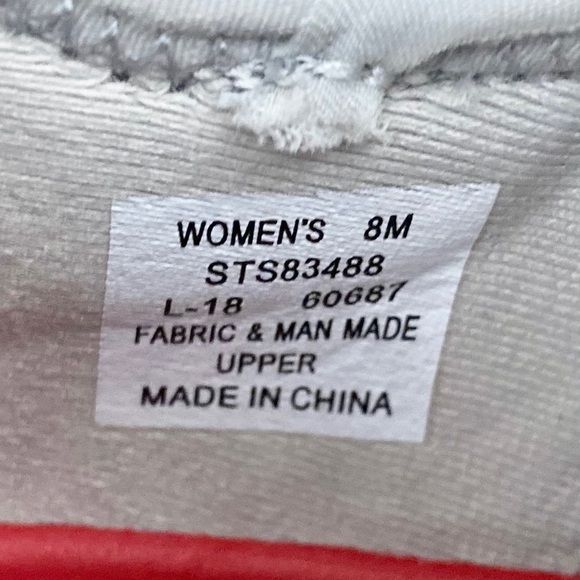 WOMEN'S 8M
STS83488
L-18 60687
FABRIC & MAN MADE
UPPER
MADE IN CHINA